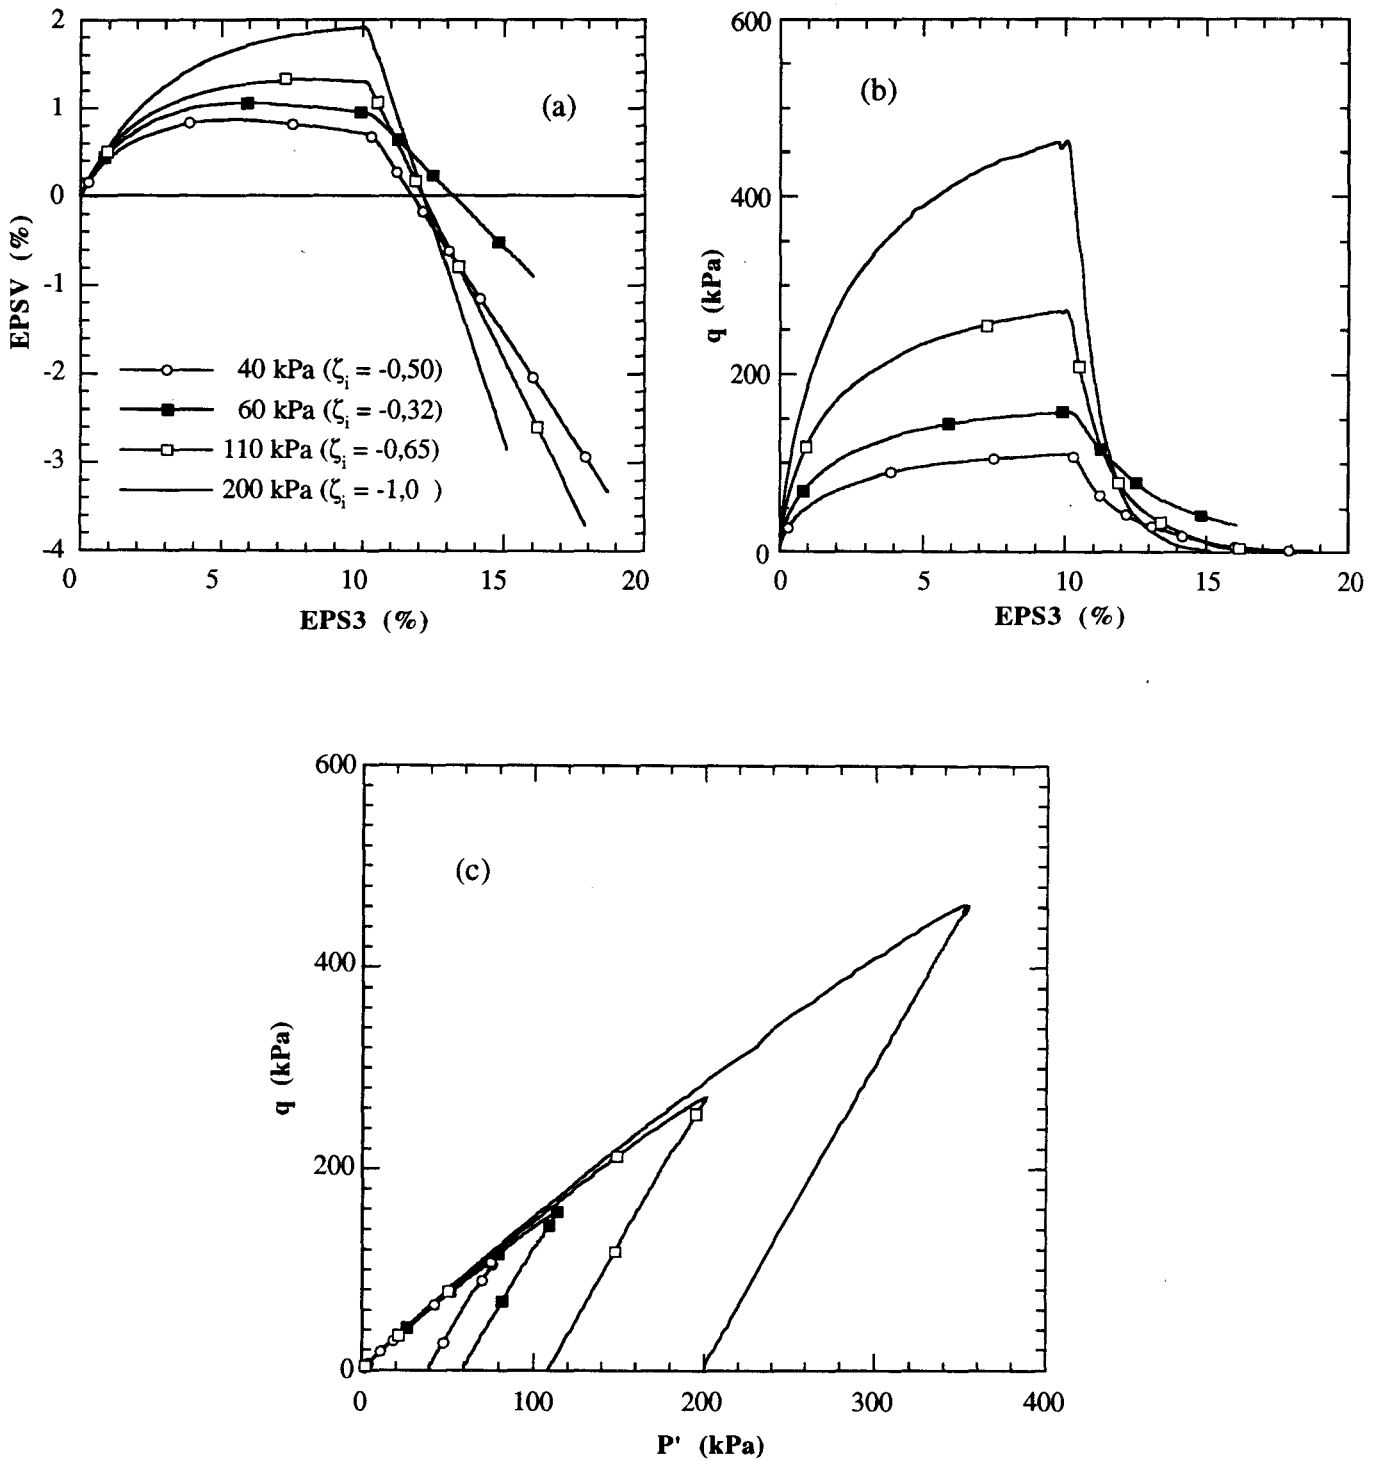 2
1
0
-1
-2
-3
-4
EPSV (%)
(a)
40 kPa (ζi = -0,50)
60 kPa (ζi = -0,32)
110 kPa (ζi = -0,65)
200 kPa (ζi = -1,0 )
0 5 10 15 20
EPS3 (%)
600
400
200
0
q (kPa)
(b)
0 5 10 15 20
EPS3 (%)
600
400
200
0
q (kPa)
(c)
0 100 200 300 400
P' (kPa)